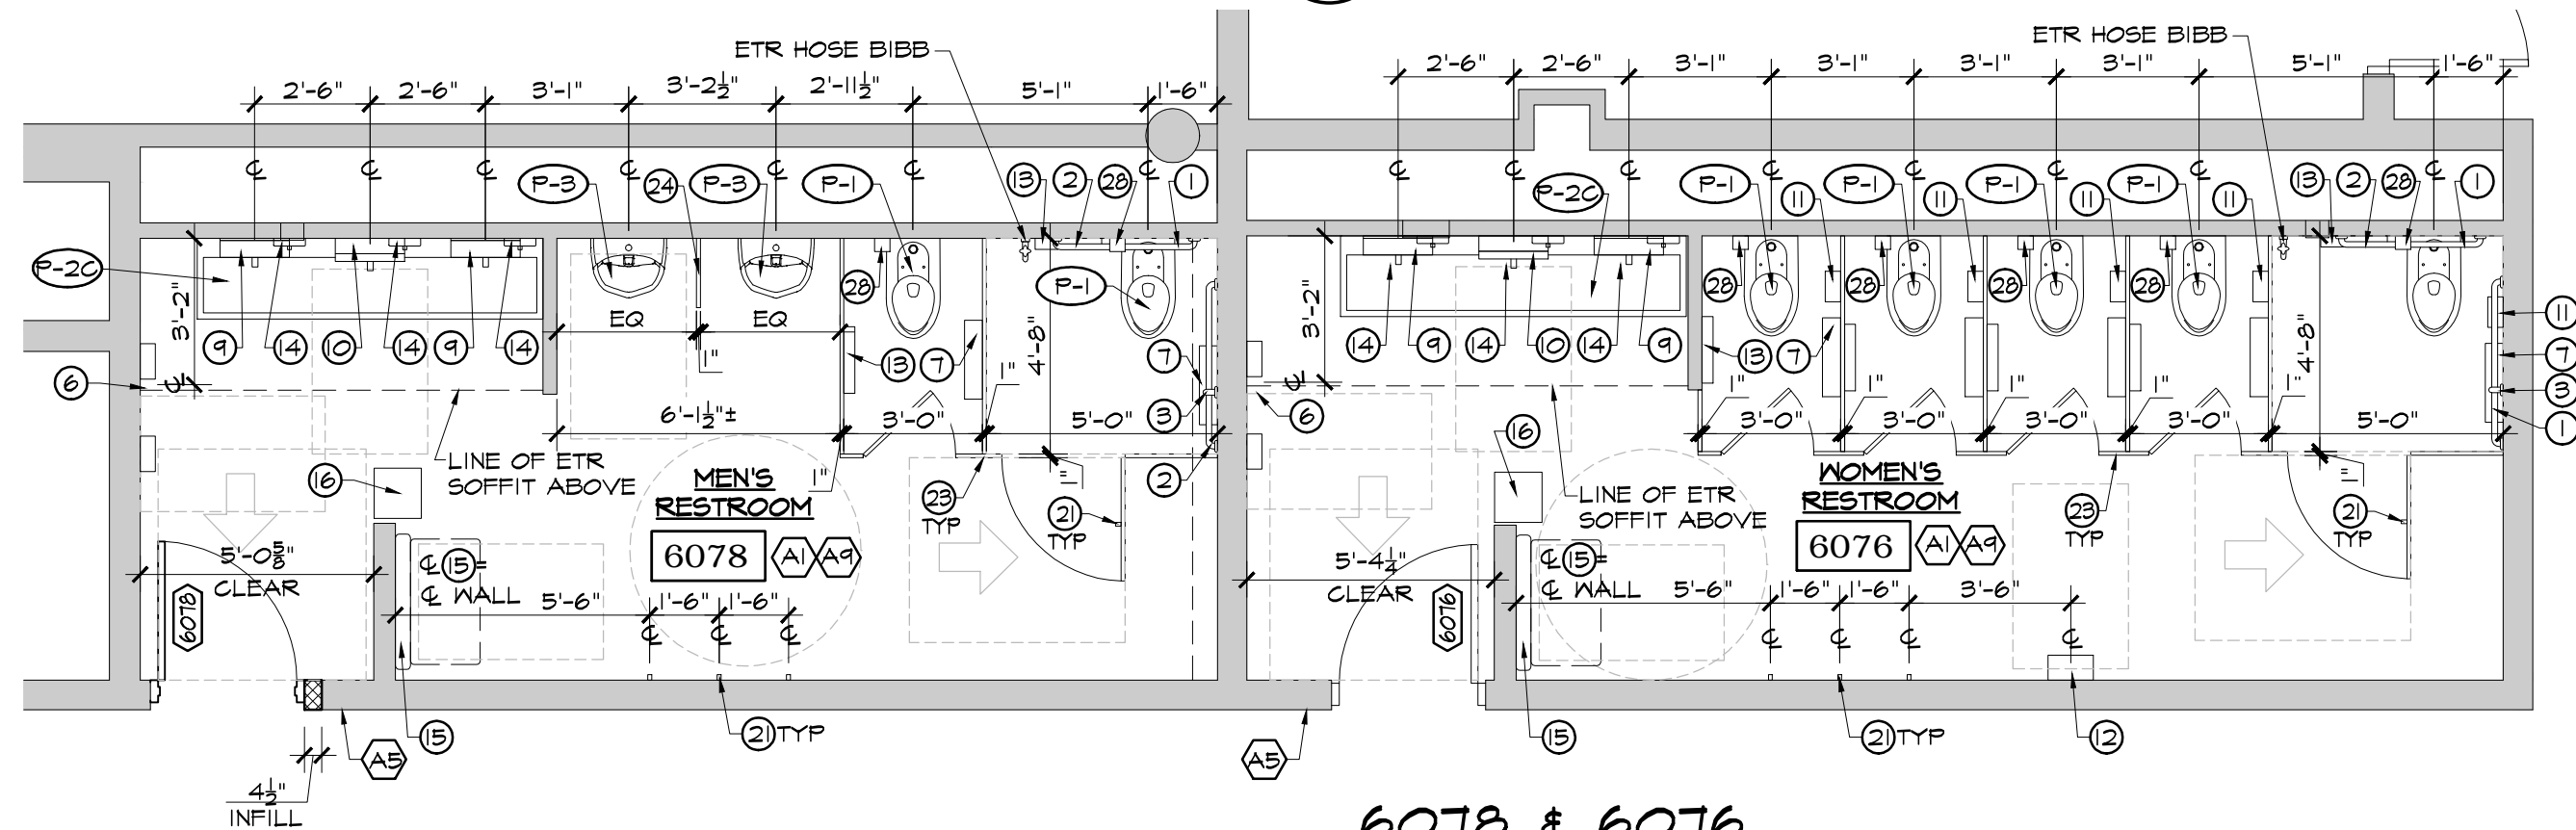 ETR HOSE BIBB
2'-6" 2'-6" 3'-1" 3'-2½" 2'-11½" 5'-1" 1'-6"
ETR HOSE BIBB
2'-6" 2'-6" 3'-1" 3'-1" 3'-1" 3'-1" 5'-1" 1'-6"
℄ ℄ ℄ ℄ ℄ ℄ ℄
℄ ℄ ℄ ℄ ℄ ℄ ℄ ℄
P-3 24 P-3 P-1 13 2 28 1
P-2C P-1 11 P-1 11 P-1 11 P-1 11 13 2 28 1
P-2C
3'-2"
28 P-1
EQ EQ
1"
4'-8"
9 14 10 14 9 14
13 7
1"
7
3
6
℄
6'-1½"±
3'-0"
5'-0"
2
LINE OF ETR
SOFFIT ABOVE
16
MEN'S
RESTROOM
1"
6078 A1 A9
23
TYP
1"
21
TYP
5'-0⅝"
CLEAR
6078
℄ 15 =
℄ WALL
5'-6" 1'-6" 1'-6"
℄ ℄ ℄
15
21 TYP
A5
4½"
INFILL
3'-2"
28 28 28 28
4'-8"
14 9 14 10 14 9
13 7
11
7
3
1
℄
6
1" 1" 1" 1" 1"
3'-0" 3'-0" 3'-0" 3'-0" 5'-0"
16
LINE OF ETR
SOFFIT ABOVE
WOMEN'S
RESTROOM
6076 A1 A9
23
TYP
1"
21
TYP
5'-4¼"
CLEAR
6076
℄ 15 =
℄ WALL
5'-6" 1'-6" 1'-6" 3'-6"
℄ ℄ ℄ ℄
A5
15
21 TYP
12
6078 & 6076